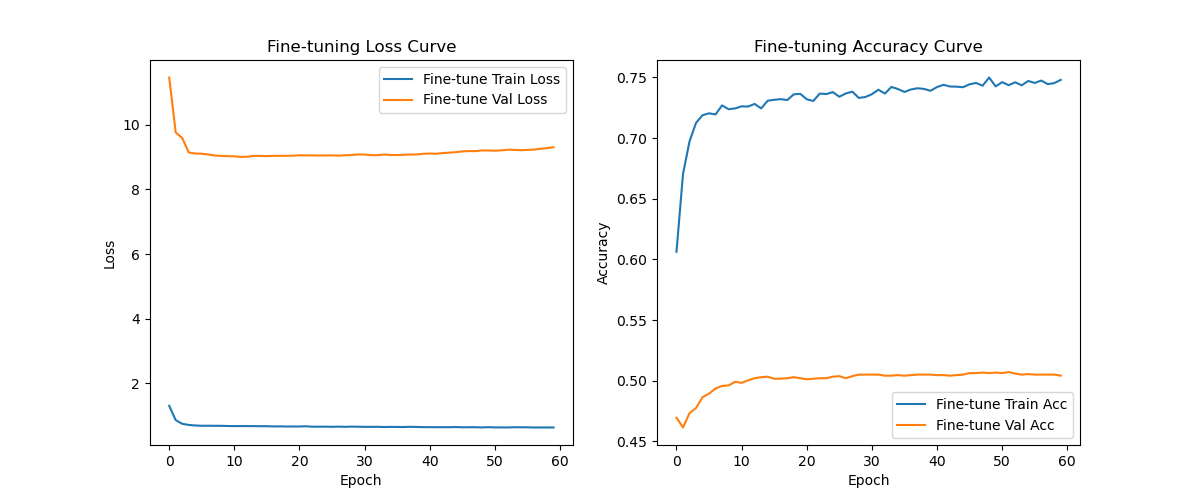 Fine-tuning Loss Curve
Fine-tune Train Loss
Fine-tune Val Loss
10
8
6
4
2
Loss
0 10 20 30 40 50 60
Epoch
Fine-tuning Accuracy Curve
0.75
0.70
0.65
0.60
0.55
0.50
0.45
Accuracy
Fine-tune Train Acc
Fine-tune Val Acc
0 10 20 30 40 50 60
Epoch